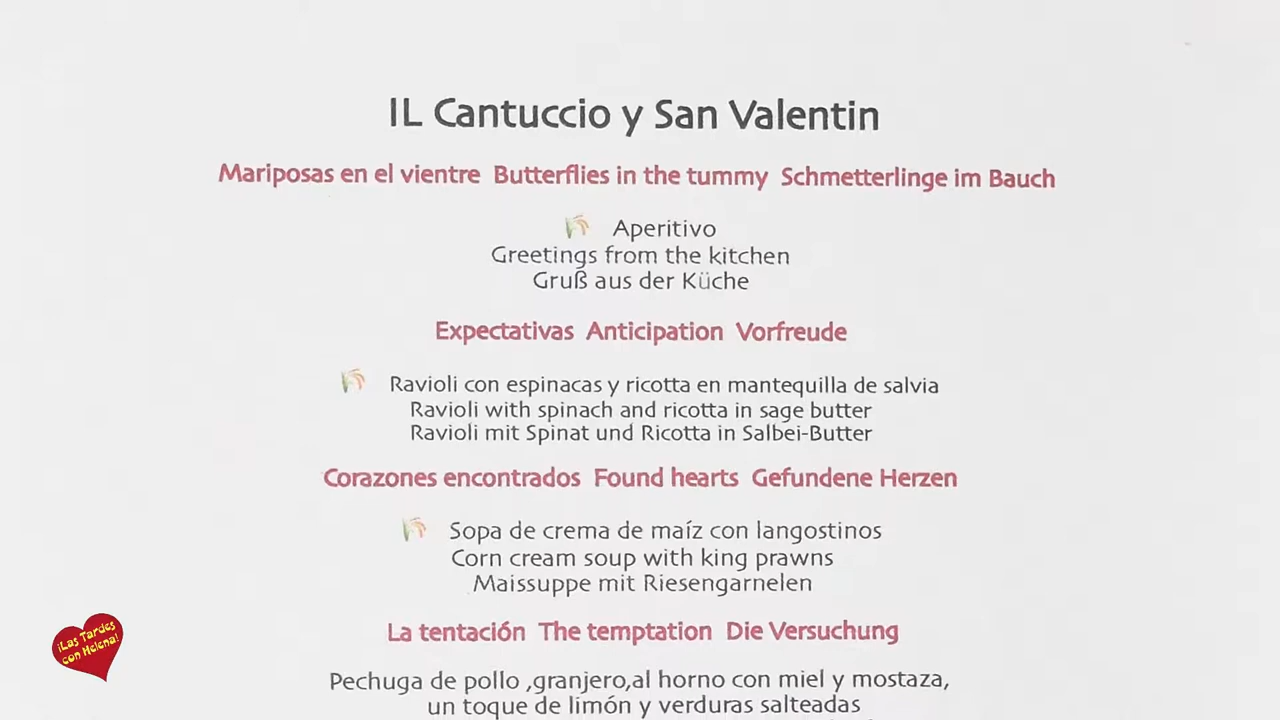 IL Cantuccio y San Valentin
Mariposas en el vientre Butterflies in the tummy Schmetterlinge im Bauch
Aperitivo
Greetings from the kitchen
Gruß aus der Küche
Expectativas Anticipation Vorfreude
Ravioli con espinacas y ricotta en mantequilla de salvia
Ravioli with spinach and ricotta in sage butter
Ravioli mit Spinat und Ricotta in Salbei-Butter
Corazones encontrados Found hearts Gefundene Herzen
Sopa de crema de maíz con langostinos
Corn cream soup with king prawns
Maissuppe mit Riesengarnelen
La tentación The temptation Die Versuchung
Pechuga de pollo ,granjero,al horno con miel y mostaza,
un toque de limón y verduras salteadas
¡Las Tardes
con Helena!